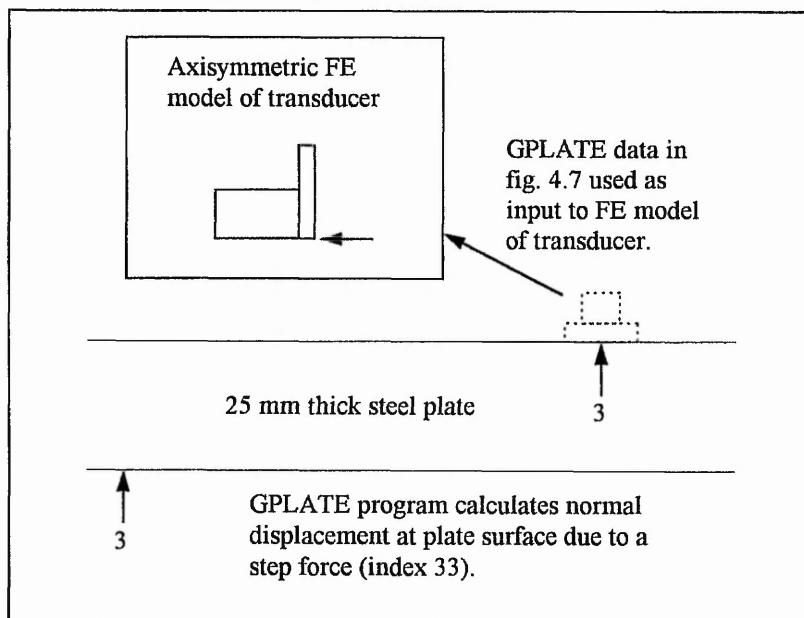 Axisymmetric FE
model of transducer
GPLATE data in
fig. 4.7 used as
input to FE model
of transducer.
25 mm thick steel plate
3
3
GPLATE program calculates normal
displacement at plate surface due to a
step force (index 33).